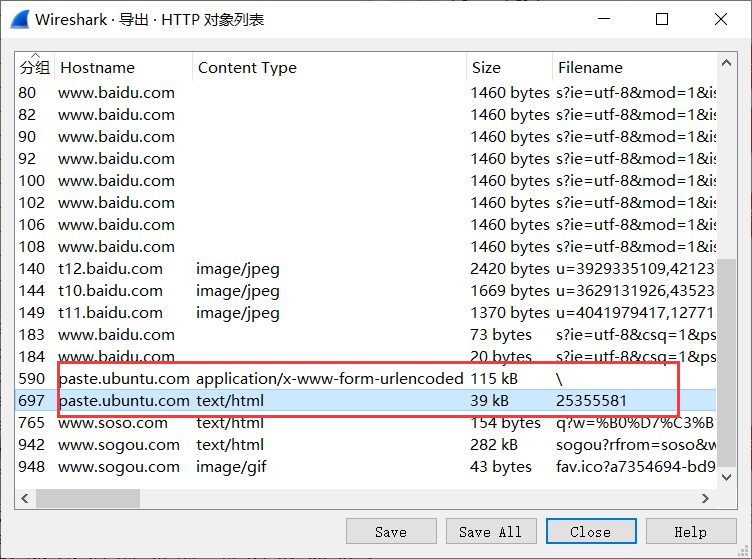 Wireshark · 导出 · HTTP 对象列表
分组 Hostname Content Type Size Filename
80 www.baidu.com 1460 bytes s?ie=utf-8&mod=1&is
82 www.baidu.com 1460 bytes s?ie=utf-8&mod=1&is
90 www.baidu.com 1460 bytes s?ie=utf-8&mod=1&is
92 www.baidu.com 1460 bytes s?ie=utf-8&mod=1&is
100 www.baidu.com 1460 bytes s?ie=utf-8&mod=1&is
102 www.baidu.com 1460 bytes s?ie=utf-8&mod=1&is
106 www.baidu.com 1460 bytes s?ie=utf-8&mod=1&is
108 www.baidu.com 1460 bytes s?ie=utf-8&mod=1&is
140 t12.baidu.com image/jpeg 2420 bytes u=3929335109,42123
144 t10.baidu.com image/jpeg 1669 bytes u=3629131926,43523
149 t11.baidu.com image/jpeg 1370 bytes u=4041979417,12771
183 www.baidu.com 73 bytes s?ie=utf-8&csq=1&ps
184 www.baidu.com 20 bytes s?ie=utf-8&csq=1&ps
590 paste.ubuntu.com application/x-www-form-urlencoded 115 kB \
697 paste.ubuntu.com text/html 39 kB 25355581
765 www.soso.com text/html 154 bytes q?w=%B0%D7%C3%B
942 www.sogou.com text/html 282 kB sogou?rfrom=soso&w
948 www.sogou.com image/gif 43 bytes fav.ico?a7354694-bd9
Save Save All Close Help